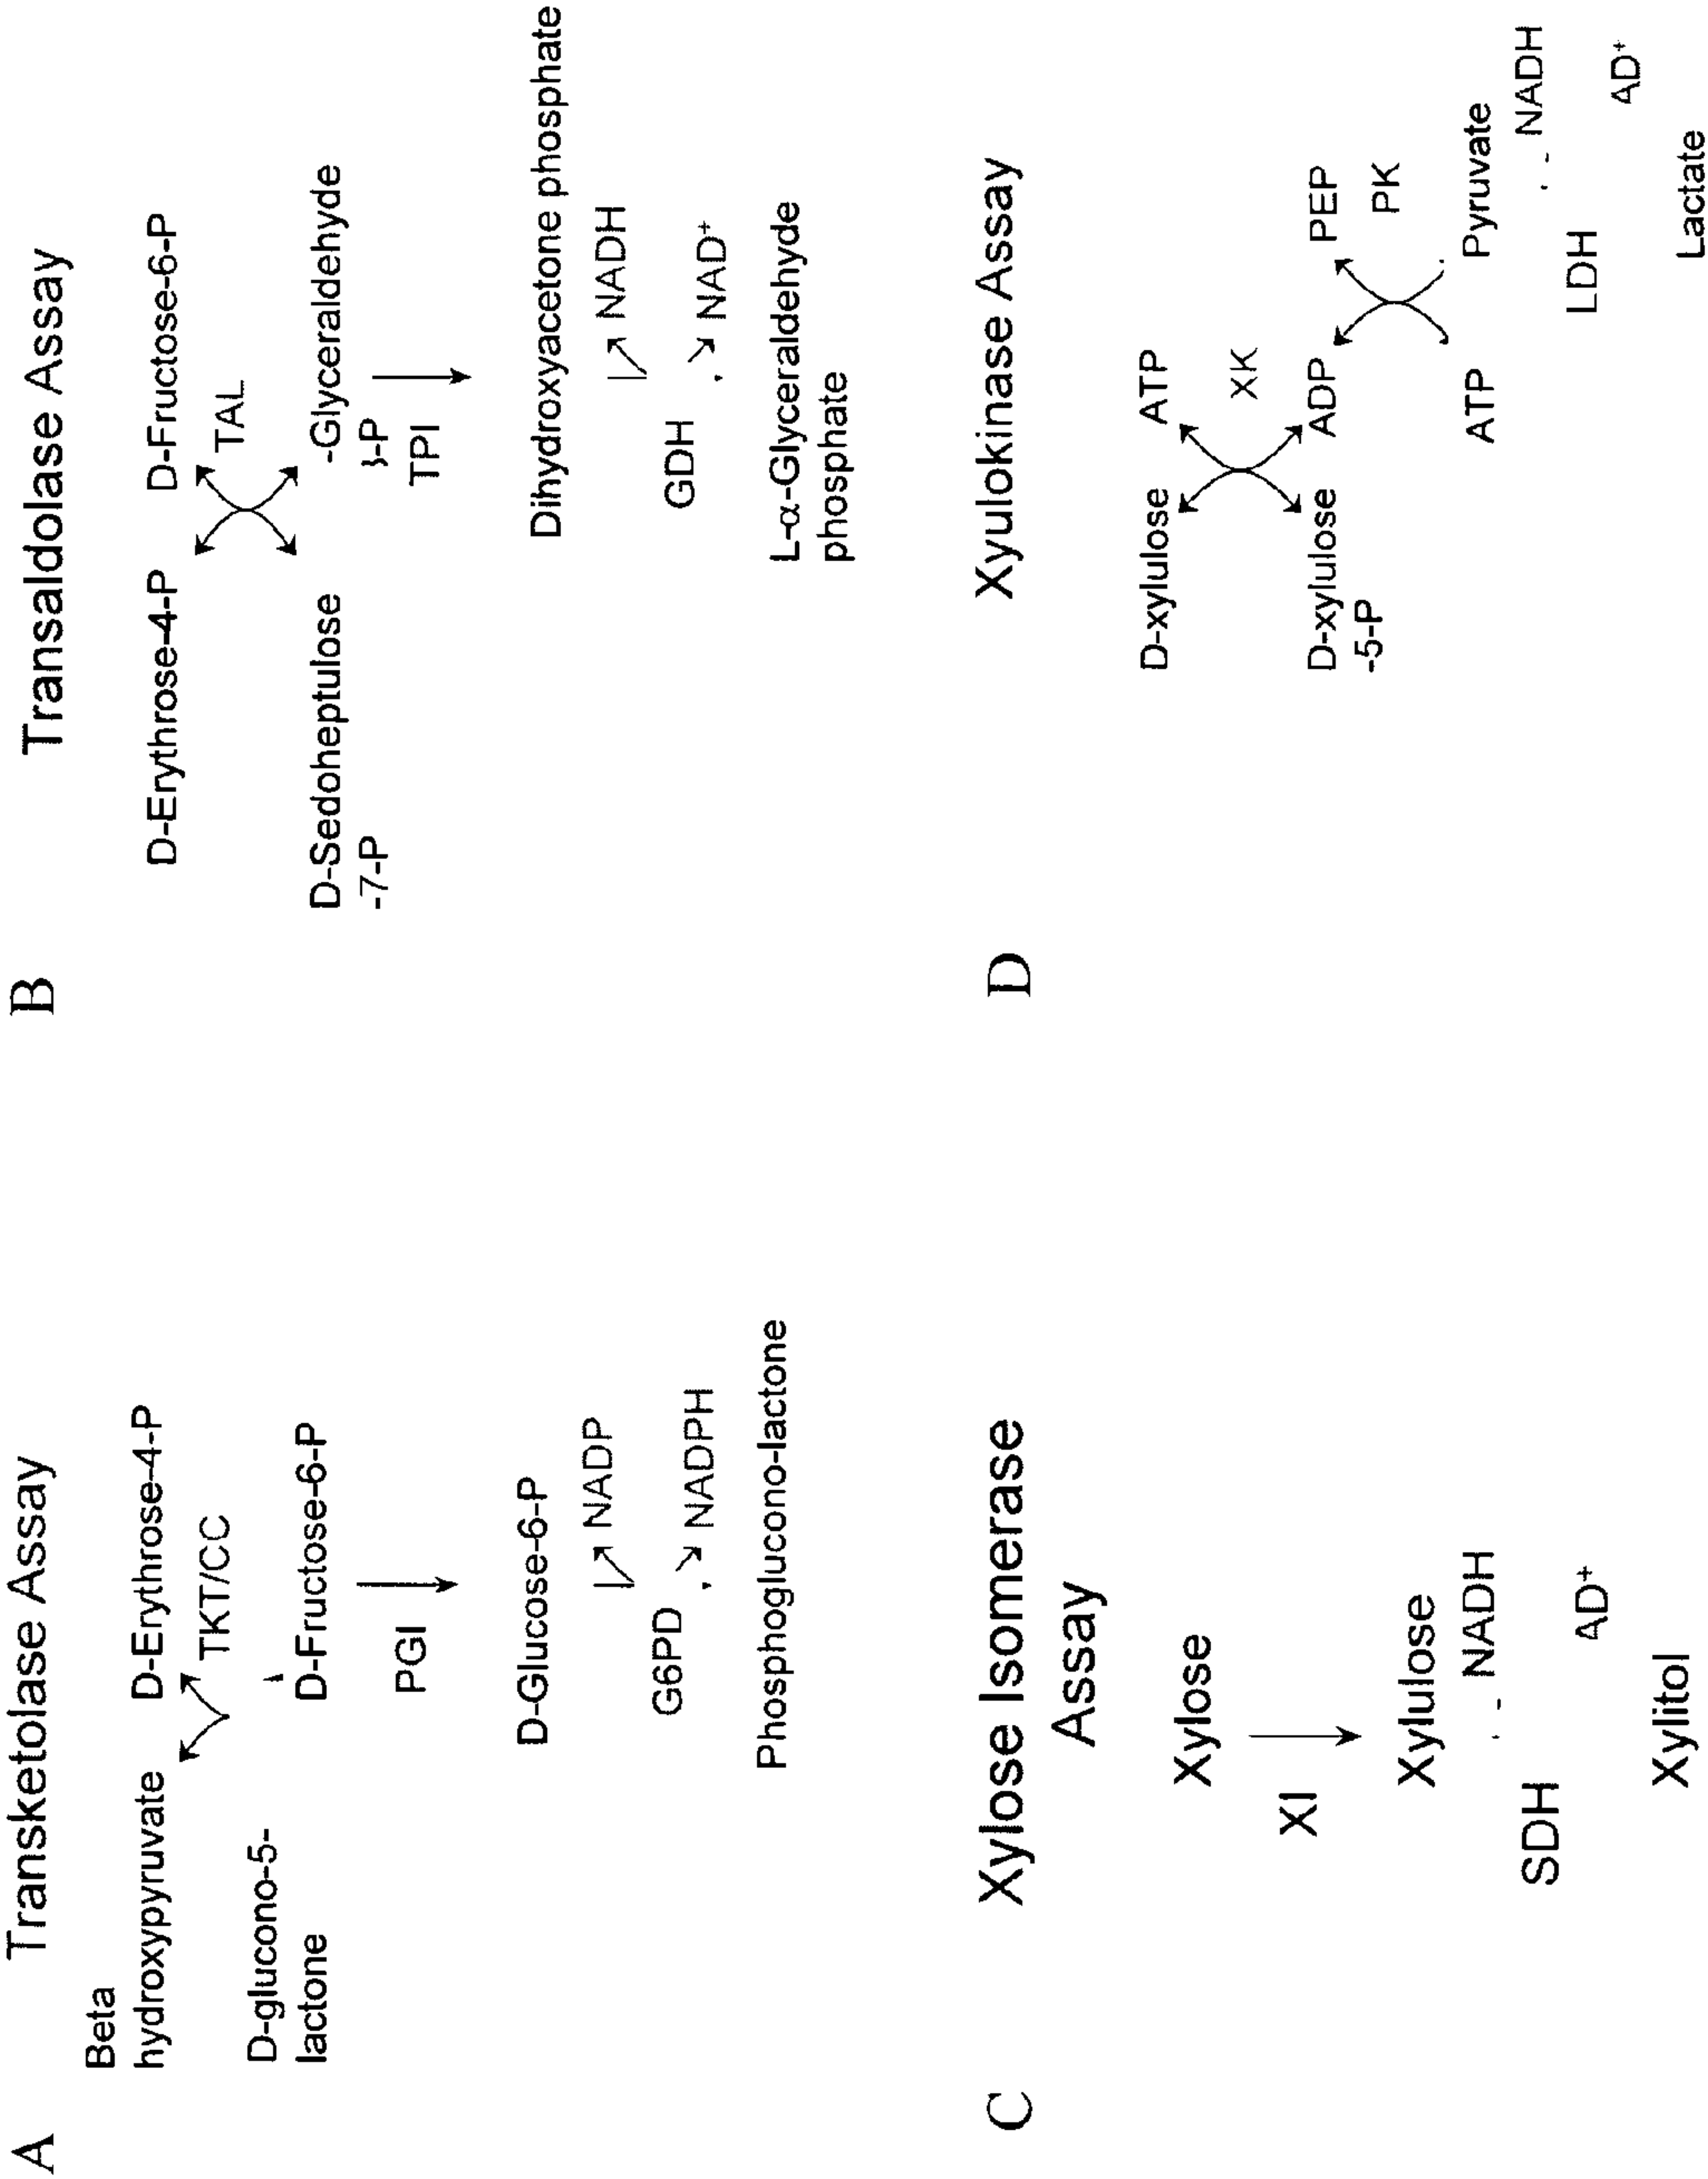 A
Transketolase Assay
Beta
hydroxypyruvate
D-Erythrose-4-P
TKT/CC
D-glucono-5-
lactone
D-Fructose-6-P
PGI
D-Glucose-6-P
NADP
G6PD
NADPH
Phosphoglucono-lactone
B
Transaldolase Assay
D-Erythrose-4-P
D-Fructose-6-P
TAL
D-Sedoheptulose
-7-P
-Glyceraldehyde
-P
TPI
Dihydroxyacetone phosphate
NADH
GDH
NAD⁺
L-α-Glyceraldehyde
phosphate
C
Xylose Isomerase
Assay
Xylose
XI
Xylulose
NADH
SDH
AD⁺
Xylitol
D
Xyulokinase Assay
D-xylulose
ATP
XK
D-xylulose
-5-P
ADP
PEP
PK
ATP
Pyruvate
NADH
LDH
AD⁺
Lactate